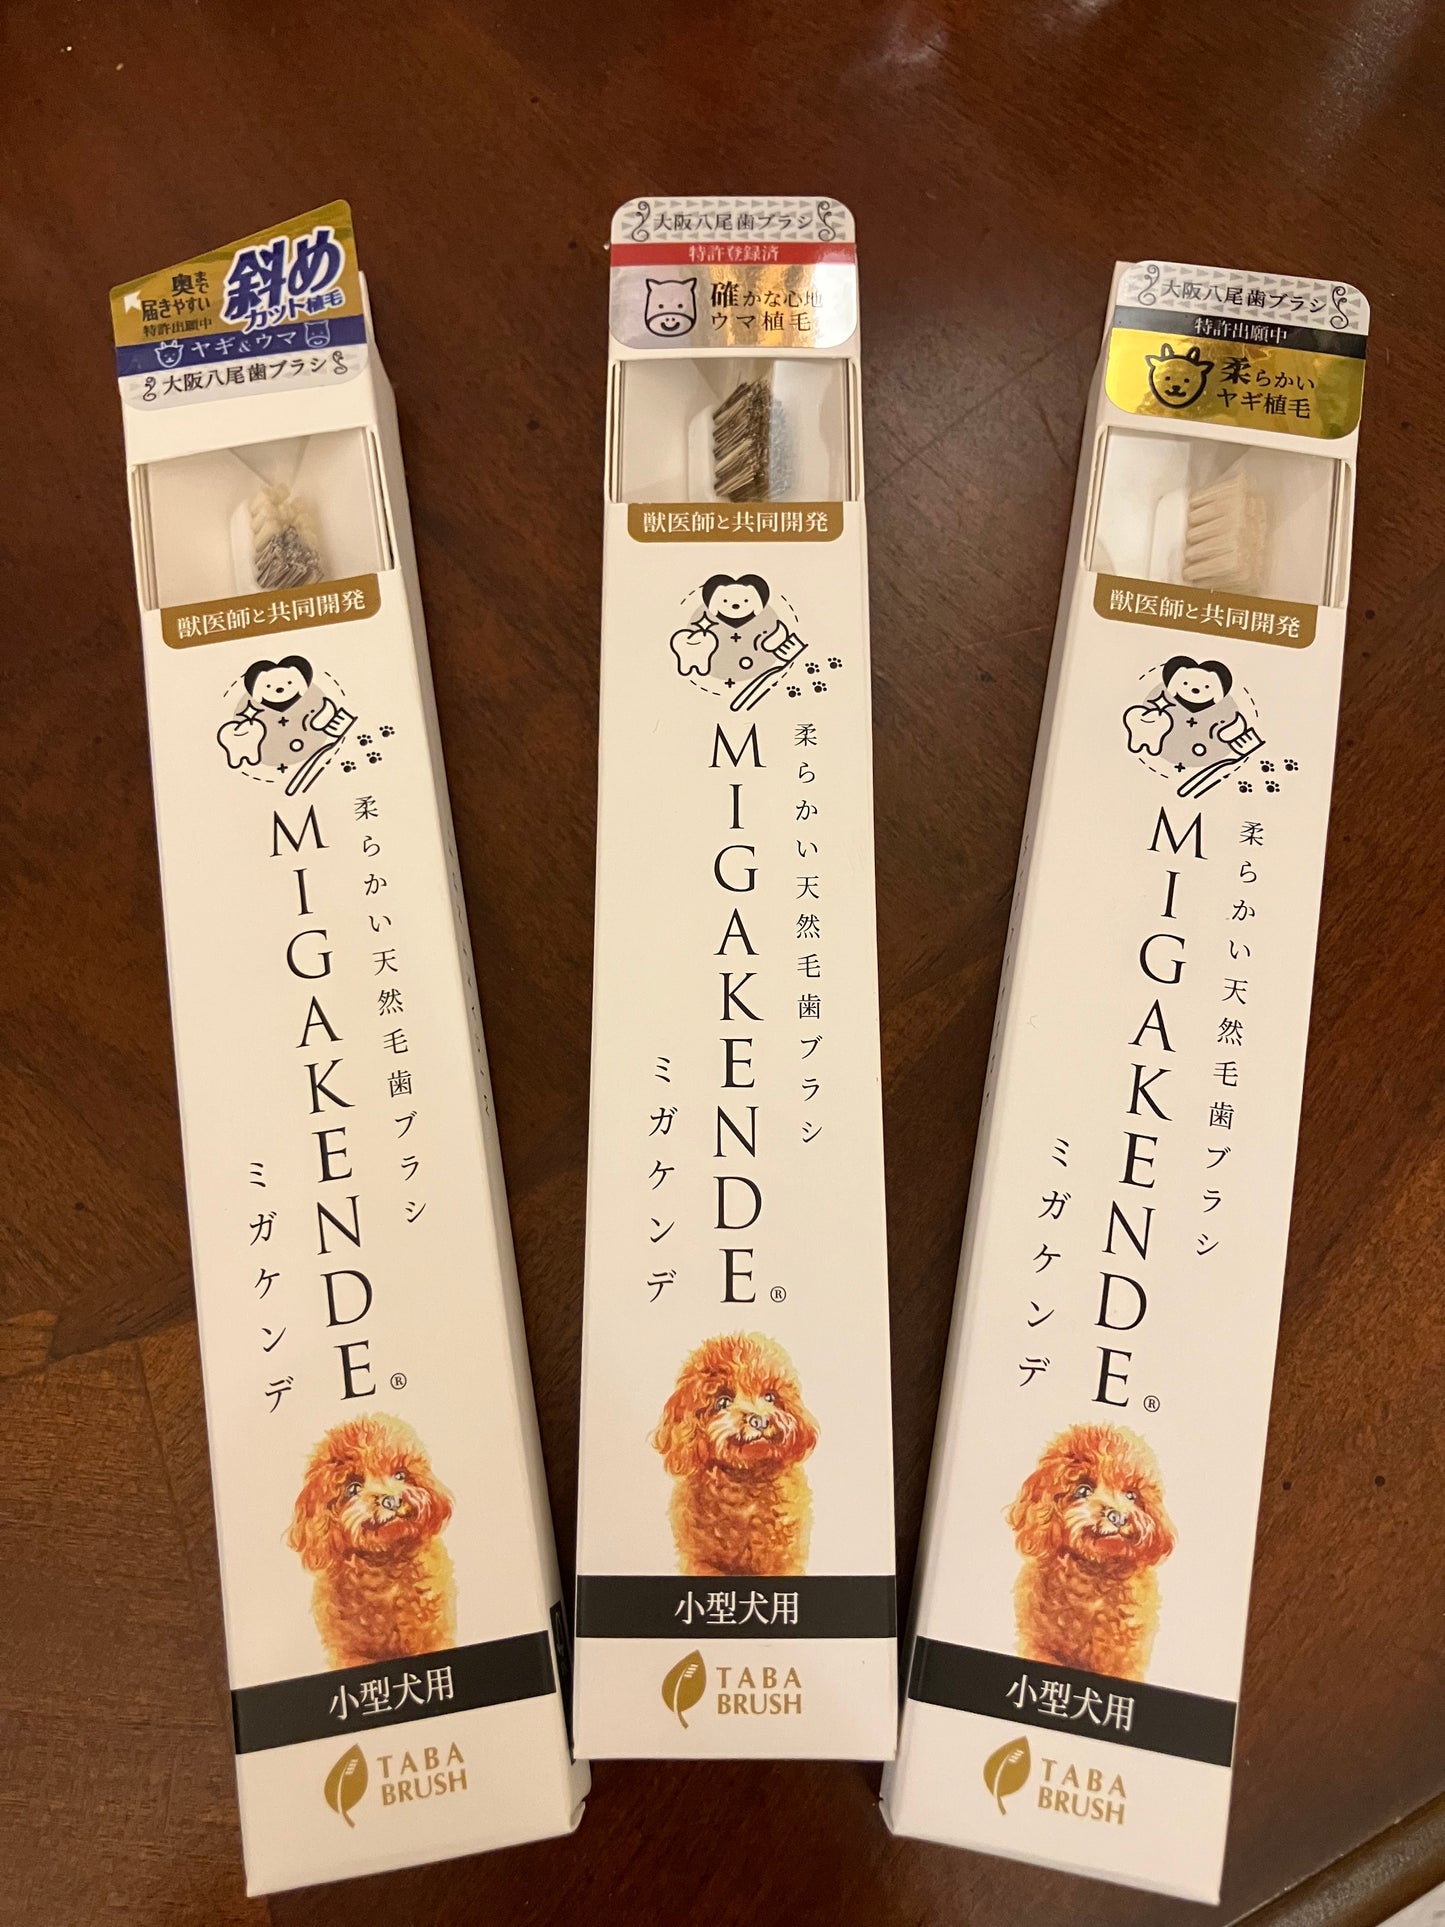 奥まで
届きやすい
特許出願中
斜め
カット植毛
ヤギ&ウマ
大阪八尾歯ブラシ
獣医師と共同開発
MIGAKENDE®
柔らかい天然毛歯ブラシ
ミガケンデ
小型犬用
TABA
BRUSH
大阪八尾歯ブラシ
特許登録済
確かな心地
ウマ植毛
獣医師と共同開発
MIGAKENDE®
柔らかい天然毛歯ブラシ
ミガケンデ
小型犬用
TABA
BRUSH
大阪八尾歯ブラシ
特許出願中
柔らかい
ヤギ植毛
獣医師と共同開発
MIGAKENDE®
柔らかい天然毛歯ブラシ
ミガケンデ
小型犬用
TABA
BRUSH